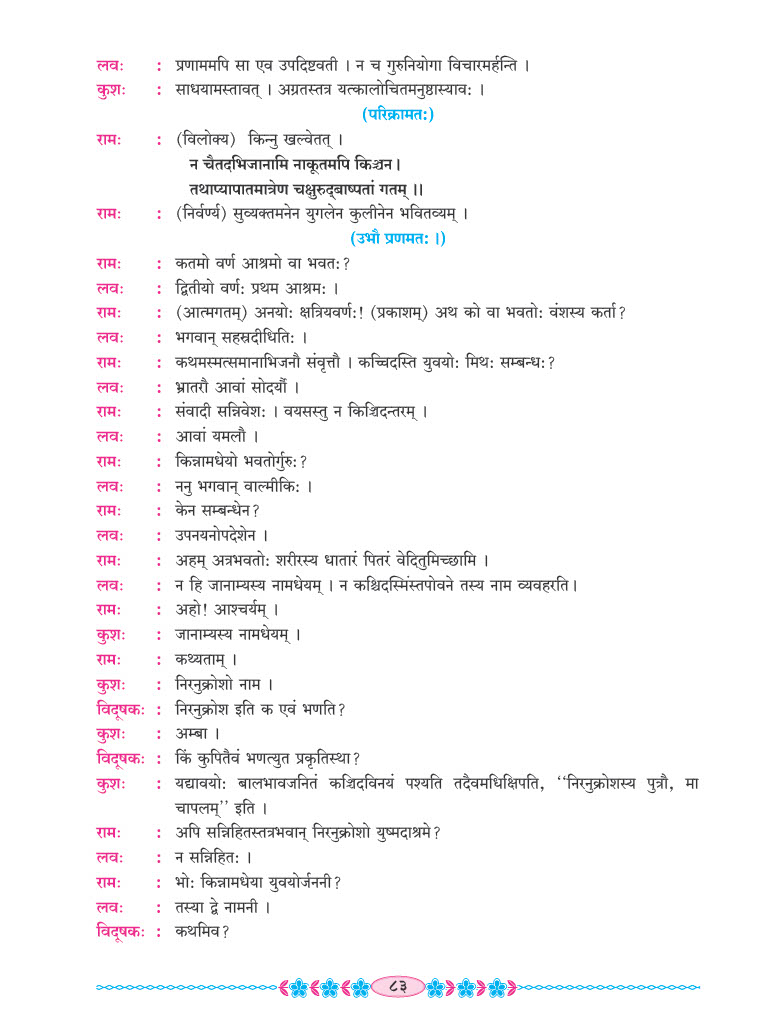 लवः : प्रणाममपि सा एव उपदिष्टवती । न च गुरुनियोगा विचारमर्हन्ति ।
कुशः : साधयामस्तावत् । अग्रतस्तत्र यत्कालोचितमनुष्ठास्यावः ।
(परिक्रामतः)
रामः : (विलोक्य) किन्नु खल्वेतत् ।
न चैतदभिजानामि नाकूतमपि किञ्चन।
तथाप्यापातमात्रेण चक्षुरुद्बाष्पतां गतम् ।।
रामः : (निर्वर्ण्य) सुव्यक्तमनेन युगलेन कुलीनेन भवितव्यम् ।
(उभौ प्रणमतः ।)
रामः : कतमो वर्ण आश्रमो वा भवतः?
लवः : द्वितीयो वर्णः प्रथम आश्रमः ।
रामः : (आत्मगतम्) अनयोः क्षत्रियवर्णः! (प्रकाशम्) अथ को वा भवतोः वंशस्य कर्ता?
लवः : भगवान् सहस्रदीधितिः ।
रामः : कथमस्मत्समानाभिजनौ संवृत्तौ । कच्चिदस्ति युवयोः मिथः सम्बन्धः?
लवः : भ्रातरौ आवां सोदर्यौ ।
रामः : संवादी सन्निवेशः । वयसस्तु न किञ्चिदन्तरम् ।
लवः : आवां यमलौ ।
रामः : किन्नामधेयो भवतोर्गुरुः?
लवः : ननु भगवान् वाल्मीकिः ।
रामः : केन सम्बन्धेन?
लवः : उपनयनोपदेशेन ।
रामः : अहम् अत्रभवतोः शरीरस्य धातारं पितरं वेदितुमिच्छामि ।
लवः : न हि जानाम्यस्य नामधेयम् । न कश्चिदस्मिंस्तपोवने तस्य नाम व्यवहरति।
रामः : अहो! आश्चर्यम् ।
कुशः : जानाम्यस्य नामधेयम् ।
रामः : कथ्यताम् ।
कुशः : निरनुक्रोशो नाम ।
विदूषकः : निरनुक्रोश इति क एवं भणति?
कुशः : अम्बा ।
विदूषकः : किं कुपितैवं भणत्युत प्रकृतिस्था?
कुशः : यद्यावयोः बालभावजनितं कञ्चिदविनयं पश्यति तदैवमधिक्षिपति, ‘‘निरनुक्रोशस्य पुत्रौ, मा
चापलम्’’ इति ।
रामः : अपि सन्निहितस्तत्रभवान् निरनुक्रोशो युष्मदाश्रमे?
लवः : न सन्निहितः ।
रामः : भोः किन्नामधेया युवयोर्जननी?
लवः : तस्या द्वे नामनी ।
विदूषकः : कथमिव?
८३